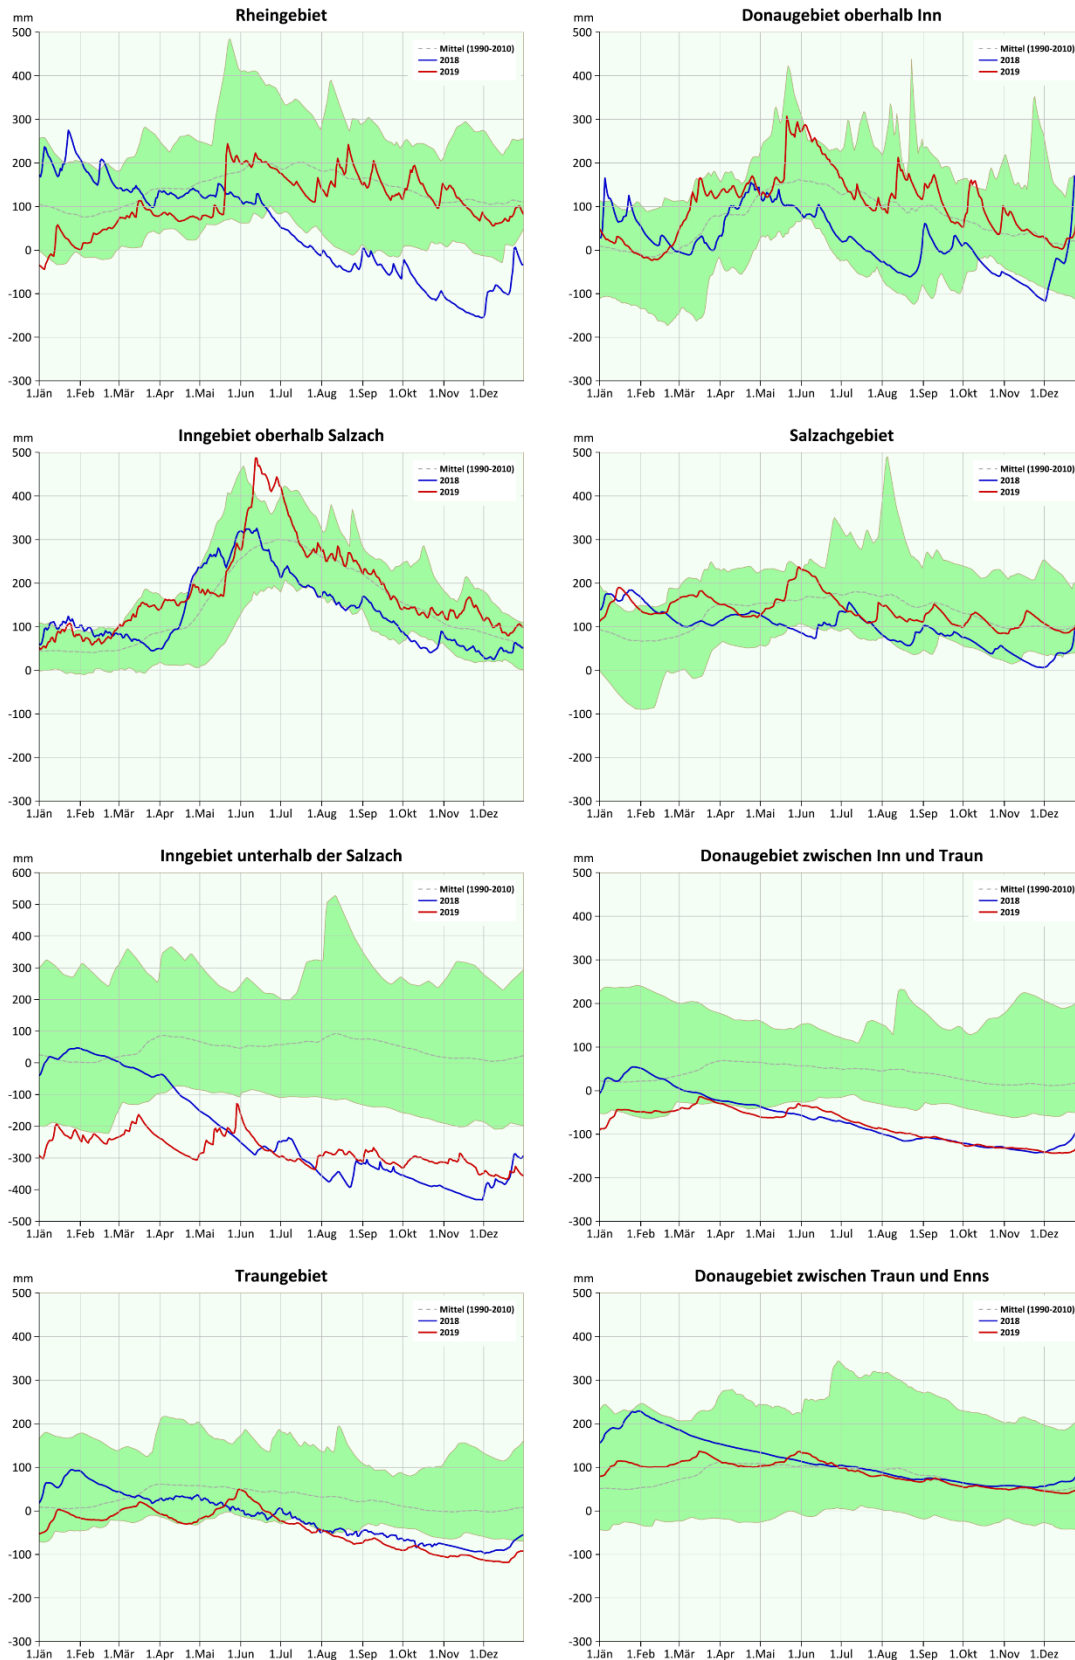 Rheingebiet
mm
Mittel (1990-2010)
2018
2019
500
400
300
200
100
0
-100
-200
-300
1.Jän 1.Feb 1.Mär 1.Apr 1.Mai 1.Jun 1.Jul 1.Aug 1.Sep 1.Okt 1.Nov 1.Dez
Donaugebiet oberhalb Inn
mm
Mittel (1990-2010)
2018
2019
500
400
300
200
100
0
-100
-200
-300
1.Jän 1.Feb 1.Mär 1.Apr 1.Mai 1.Jun 1.Jul 1.Aug 1.Sep 1.Okt 1.Nov 1.Dez
Inngebiet oberhalb Salzach
mm
Mittel (1990-2010)
2018
2019
500
400
300
200
100
0
-100
-200
-300
1.Jän 1.Feb 1.Mär 1.Apr 1.Mai 1.Jun 1.Jul 1.Aug 1.Sep 1.Okt 1.Nov 1.Dez
Salzachgebiet
mm
Mittel (1990-2010)
2018
2019
500
400
300
200
100
0
-100
-200
-300
1.Jän 1.Feb 1.Mär 1.Apr 1.Mai 1.Jun 1.Jul 1.Aug 1.Sep 1.Okt 1.Nov 1.Dez
Inngebiet unterhalb der Salzach
mm
Mittel (1990-2010)
2018
2019
600
500
400
300
200
100
0
-100
-200
-300
-400
-500
1.Jän 1.Feb 1.Mär 1.Apr 1.Mai 1.Jun 1.Jul 1.Aug 1.Sep 1.Okt 1.Nov 1.Dez
Donaugebiet zwischen Inn und Traun
mm
Mittel (1990-2010)
2018
2019
500
400
300
200
100
0
-100
-200
-300
1.Jän 1.Feb 1.Mär 1.Apr 1.Mai 1.Jun 1.Jul 1.Aug 1.Sep 1.Okt 1.Nov 1.Dez
Traungebiet
mm
Mittel (1990-2010)
2018
2019
500
400
300
200
100
0
-100
-200
-300
1.Jän 1.Feb 1.Mär 1.Apr 1.Mai 1.Jun 1.Jul 1.Aug 1.Sep 1.Okt 1.Nov 1.Dez
Donaugebiet zwischen Traun und Enns
mm
Mittel (1990-2010)
2018
2019
500
400
300
200
100
0
-100
-200
-300
1.Jän 1.Feb 1.Mär 1.Apr 1.Mai 1.Jun 1.Jul 1.Aug 1.Sep 1.Okt 1.Nov 1.Dez